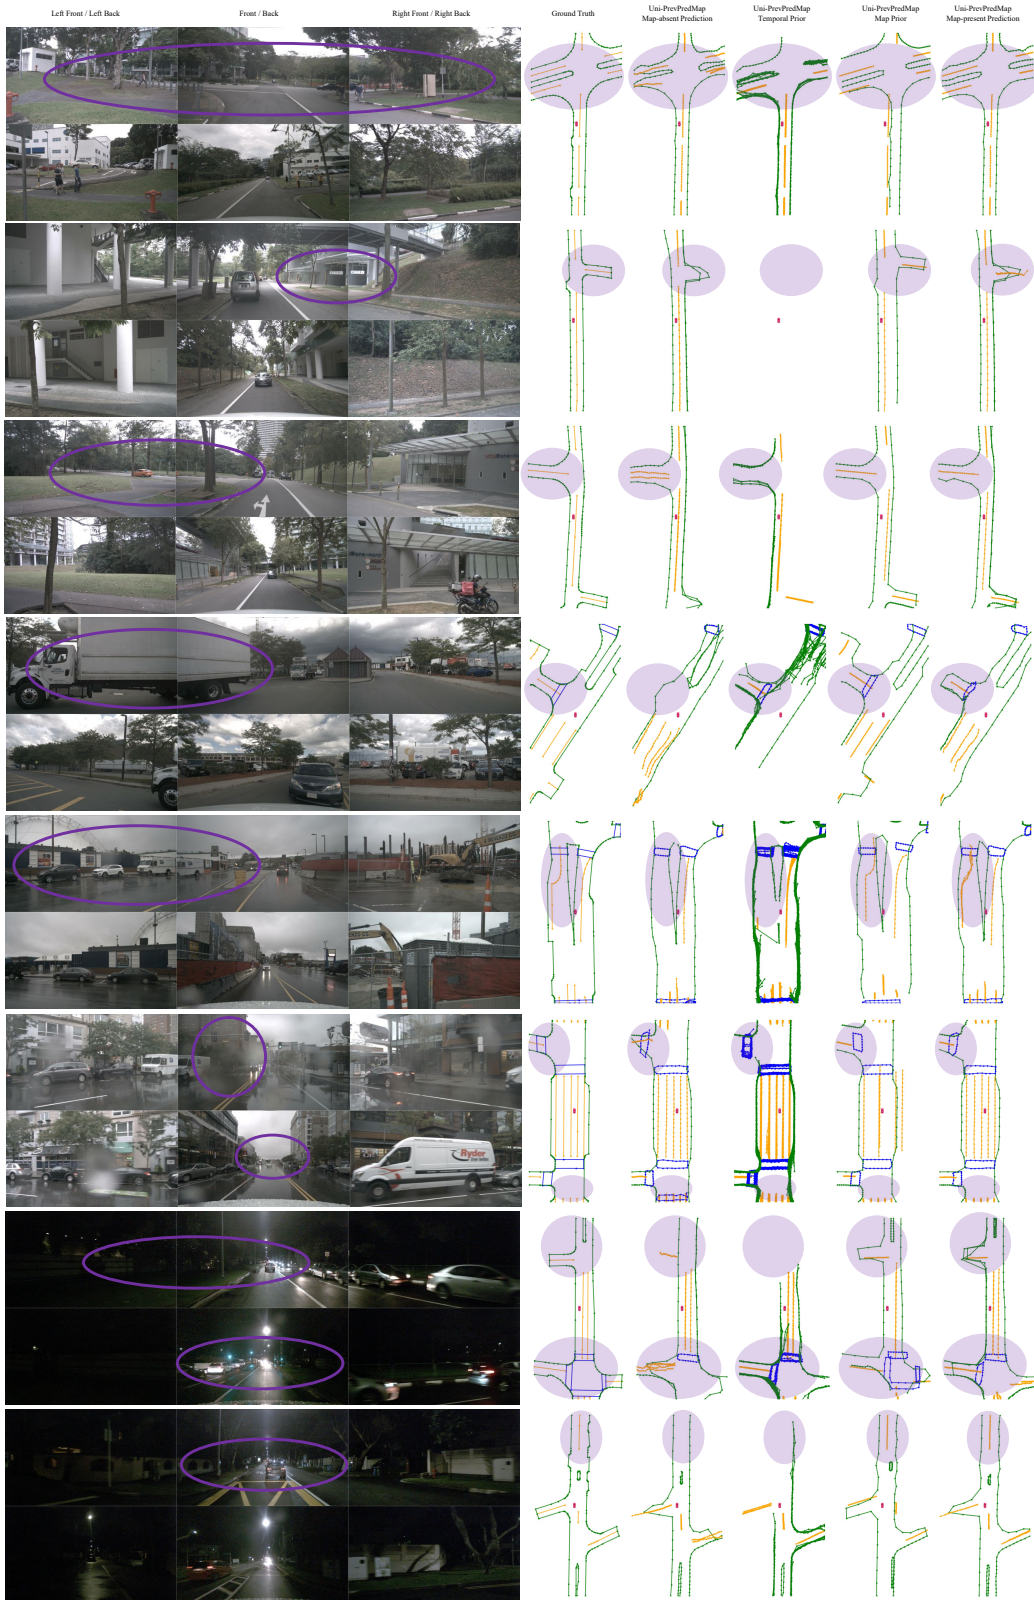 Left Front / Left Back
Front / Back
Right Front / Right Back
Ground Truth
Uni-PrevPredMap
Map-absent Prediction
Uni-PrevPredMap
Temporal Prior
Uni-PrevPredMap
Map Prior
Uni-PrevPredMap
Map-present Prediction
Ryder